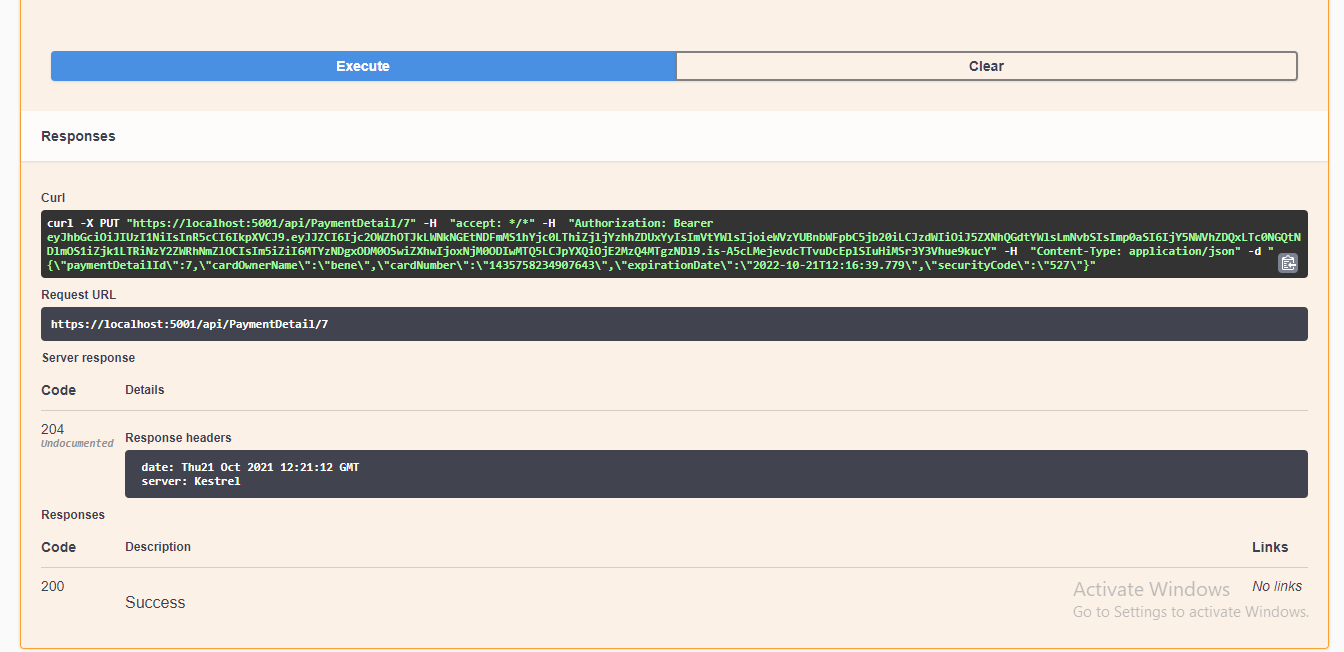 Execute
Clear
Responses
Curl
curl -X PUT "https://localhost:5001/api/PaymentDetail/7" -H  "accept: */*" -H  "Authorization: Bearer
eyJhbGciOiJIUzI1NiIsInR5cCI6IkpXVCJ9.eyJJZCI6Ijc2OWZhOTJkLWNkNGEtNDFmMS1hYjc0LThiZjljYzhhZDUxYyIsImVtYWlsIjoieWVzYUBnbWFpbC5jb20iLCJzdWIiOiJ5ZXNhQGdtYWlsLmNvbSIsImp0aSI6IjY5NWVhZDQxLTc0NGQtN
DlmOS1iZjk1LTRiNzY2ZWRhNmZlOCIsIm5iZiI6MTYzNDgxODM0OSwiZXhwIjoxNjM0ODIwMTQ5LCJpYXQiOjE2MzQ4MTgzNDl9.is-A5cLMejevdcTTvuDcEplSIuHiMSr3Y3Vhue9kucY" -H  "Content-Type: application/json" -d "
{\"paymentDetailId\":7,\"cardOwnerName\":\"bene\",\"cardNumber\":\"1435758234907643\",\"expirationDate\":\"2022-10-21T12:16:39.779\",\"securityCode\":\"527\"}"
Request URL
https://localhost:5001/api/PaymentDetail/7
Server response
Code Details
204
Undocumented
Response headers
date: Thu21 Oct 2021 12:21:12 GMT
server: Kestrel
Responses
Code Description Links
200
Success
No links
Activate Windows
Go to Settings to activate Windows.